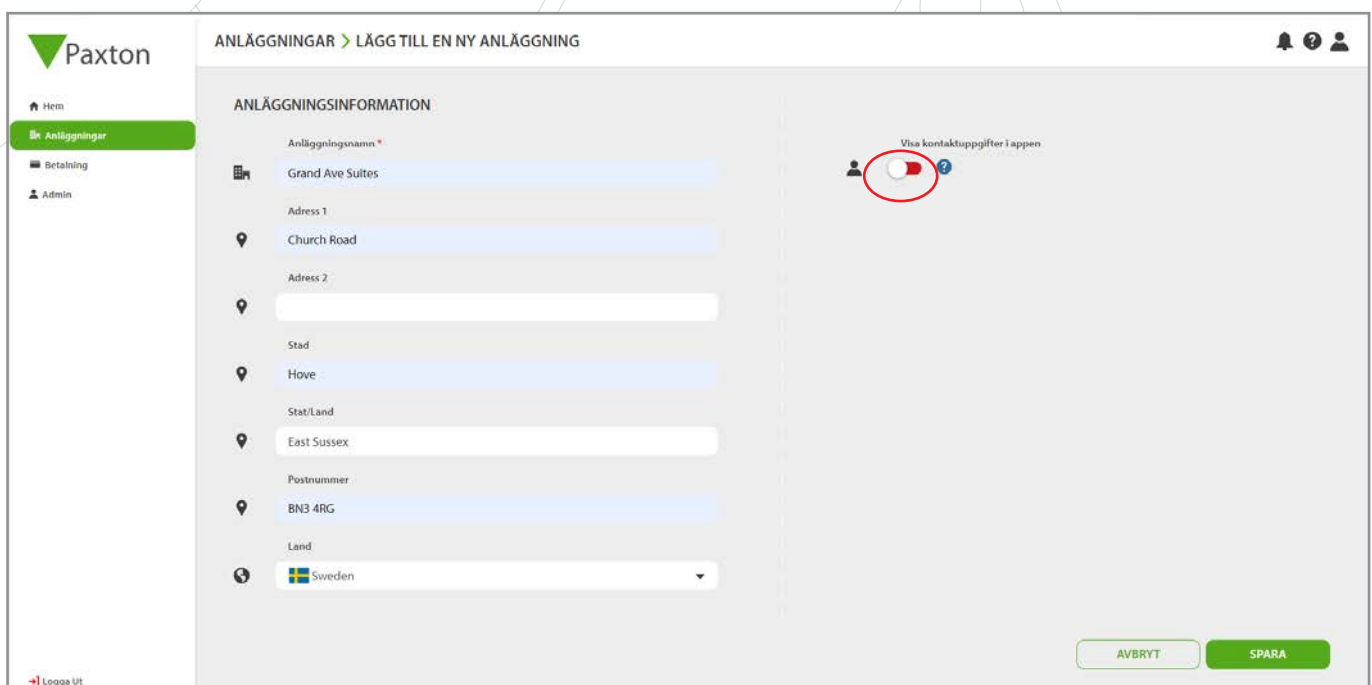 Paxton
ANLÄGGNINGAR > LÄGG TILL EN NY ANLÄGGNING
Hem
Anläggningar
Betalning
Admin
ANLÄGGNINGSINFORMATION
Anläggningsnamn *
Grand Ave Suites
Adress 1
Church Road
Adress 2
Stad
Hove
Stat/Land
East Sussex
Postnummer
BN3 4RG
Land
Sweden
Visa kontaktuppgifter i appen
AVBRYT
SPARA
Logga Ut